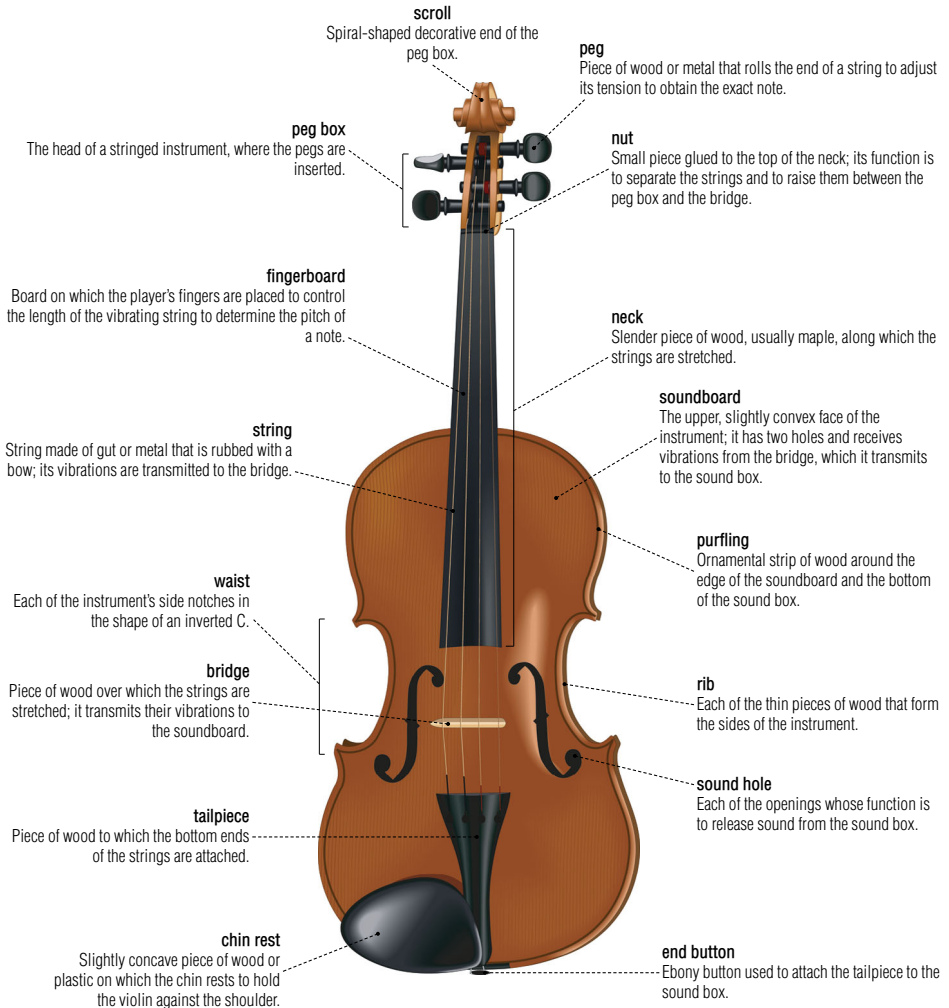 scroll
Spiral-shaped decorative end of the
peg box.
peg
Piece of wood or metal that rolls the end of a string to adjust
its tension to obtain the exact note.
peg box
The head of a stringed instrument, where the pegs are
inserted.
nut
Small piece glued to the top of the neck; its function is
to separate the strings and to raise them between the
peg box and the bridge.
fingerboard
Board on which the player's fingers are placed to control
the length of the vibrating string to determine the pitch of
a note.
neck
Slender piece of wood, usually maple, along which the
strings are stretched.
soundboard
The upper, slightly convex face of the
instrument; it has two holes and receives
vibrations from the bridge, which it transmits
to the sound box.
string
String made of gut or metal that is rubbed with a
bow; its vibrations are transmitted to the bridge.
purfling
Ornamental strip of wood around the
edge of the soundboard and the bottom
of the sound box.
waist
Each of the instrument's side notches in
the shape of an inverted C.
bridge
Piece of wood over which the strings are
stretched; it transmits their vibrations to
the soundboard.
rib
Each of the thin pieces of wood that form
the sides of the instrument.
sound hole
Each of the openings whose function is
to release sound from the sound box.
tailpiece
Piece of wood to which the bottom ends
of the strings are attached.
chin rest
Slightly concave piece of wood or
plastic on which the chin rests to hold
the violin against the shoulder.
end button
Ebony button used to attach the tailpiece to the
sound box.